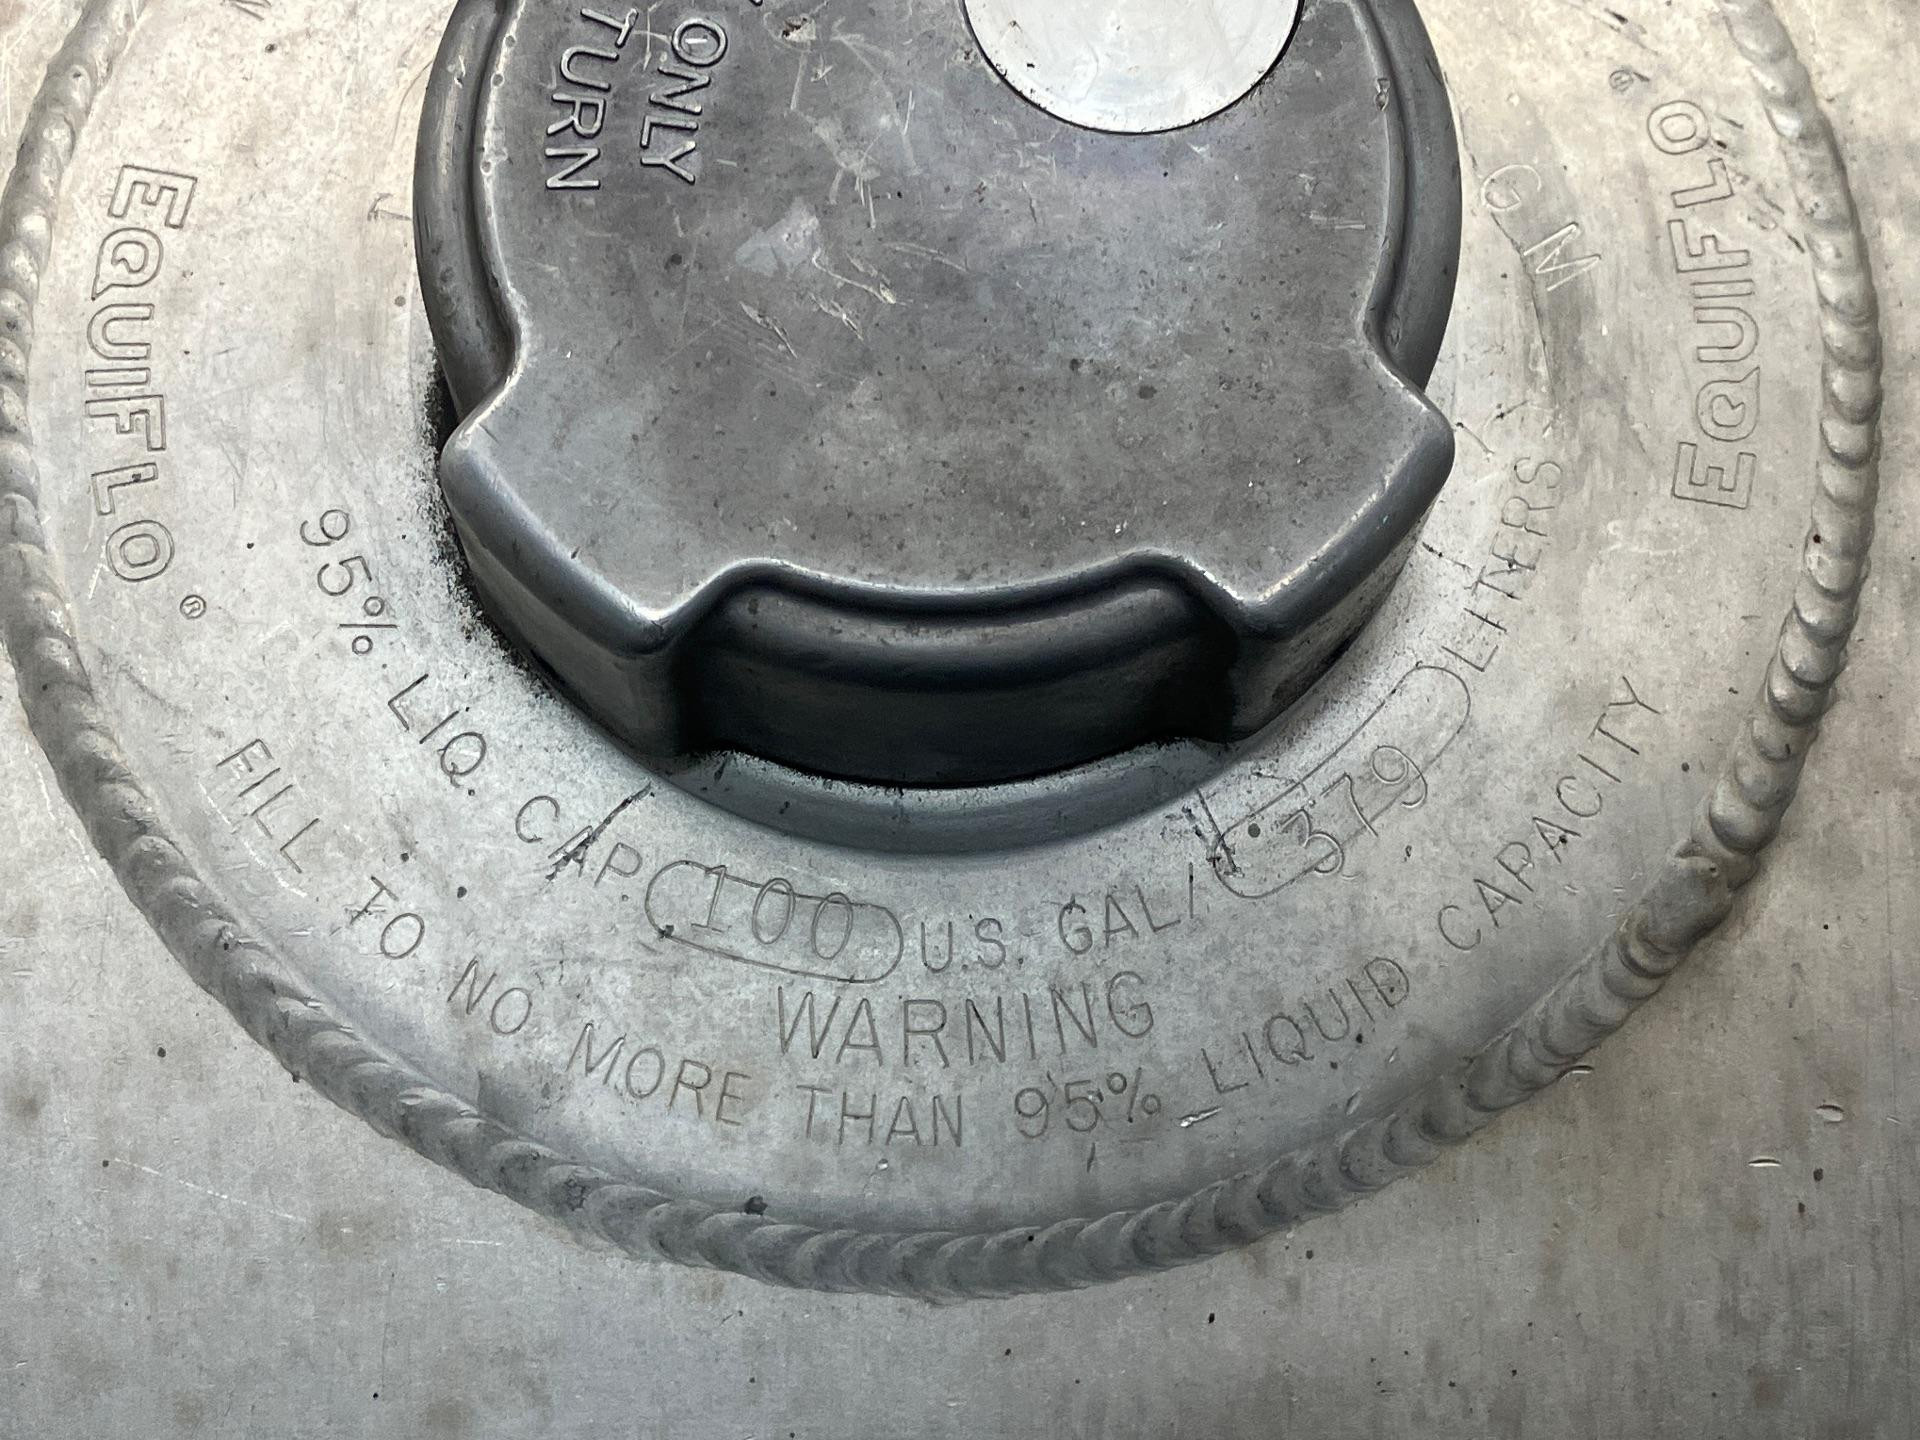 ONLY
TURN
EQUIFLO®
EQUIFLO®
G M
95% LIQ. CAP. 100 U.S. GAL/ 379 LITERS
WARNING
FILL TO NO MORE THAN 95% LIQUID CAPACITY